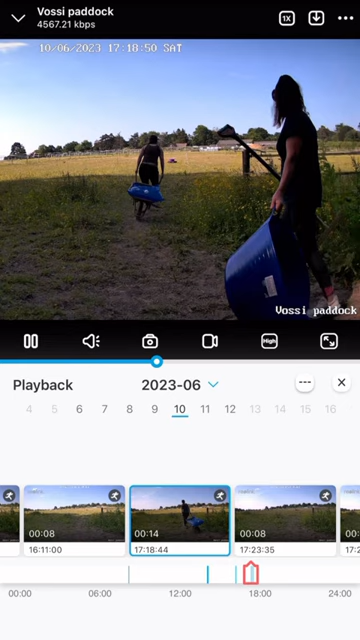 Vossi paddock
4567.21 kbps
1X
10/06/2023 17:18:50 SAT
Vossi paddock
High
Playback
2023-06
4 5 6 7 8 9 10 11 12 13 14 15 16
00:08
00:14
00:08
16:11:00
17:18:44
17:23:35
00:00 06:00 12:00 18:00 24:00